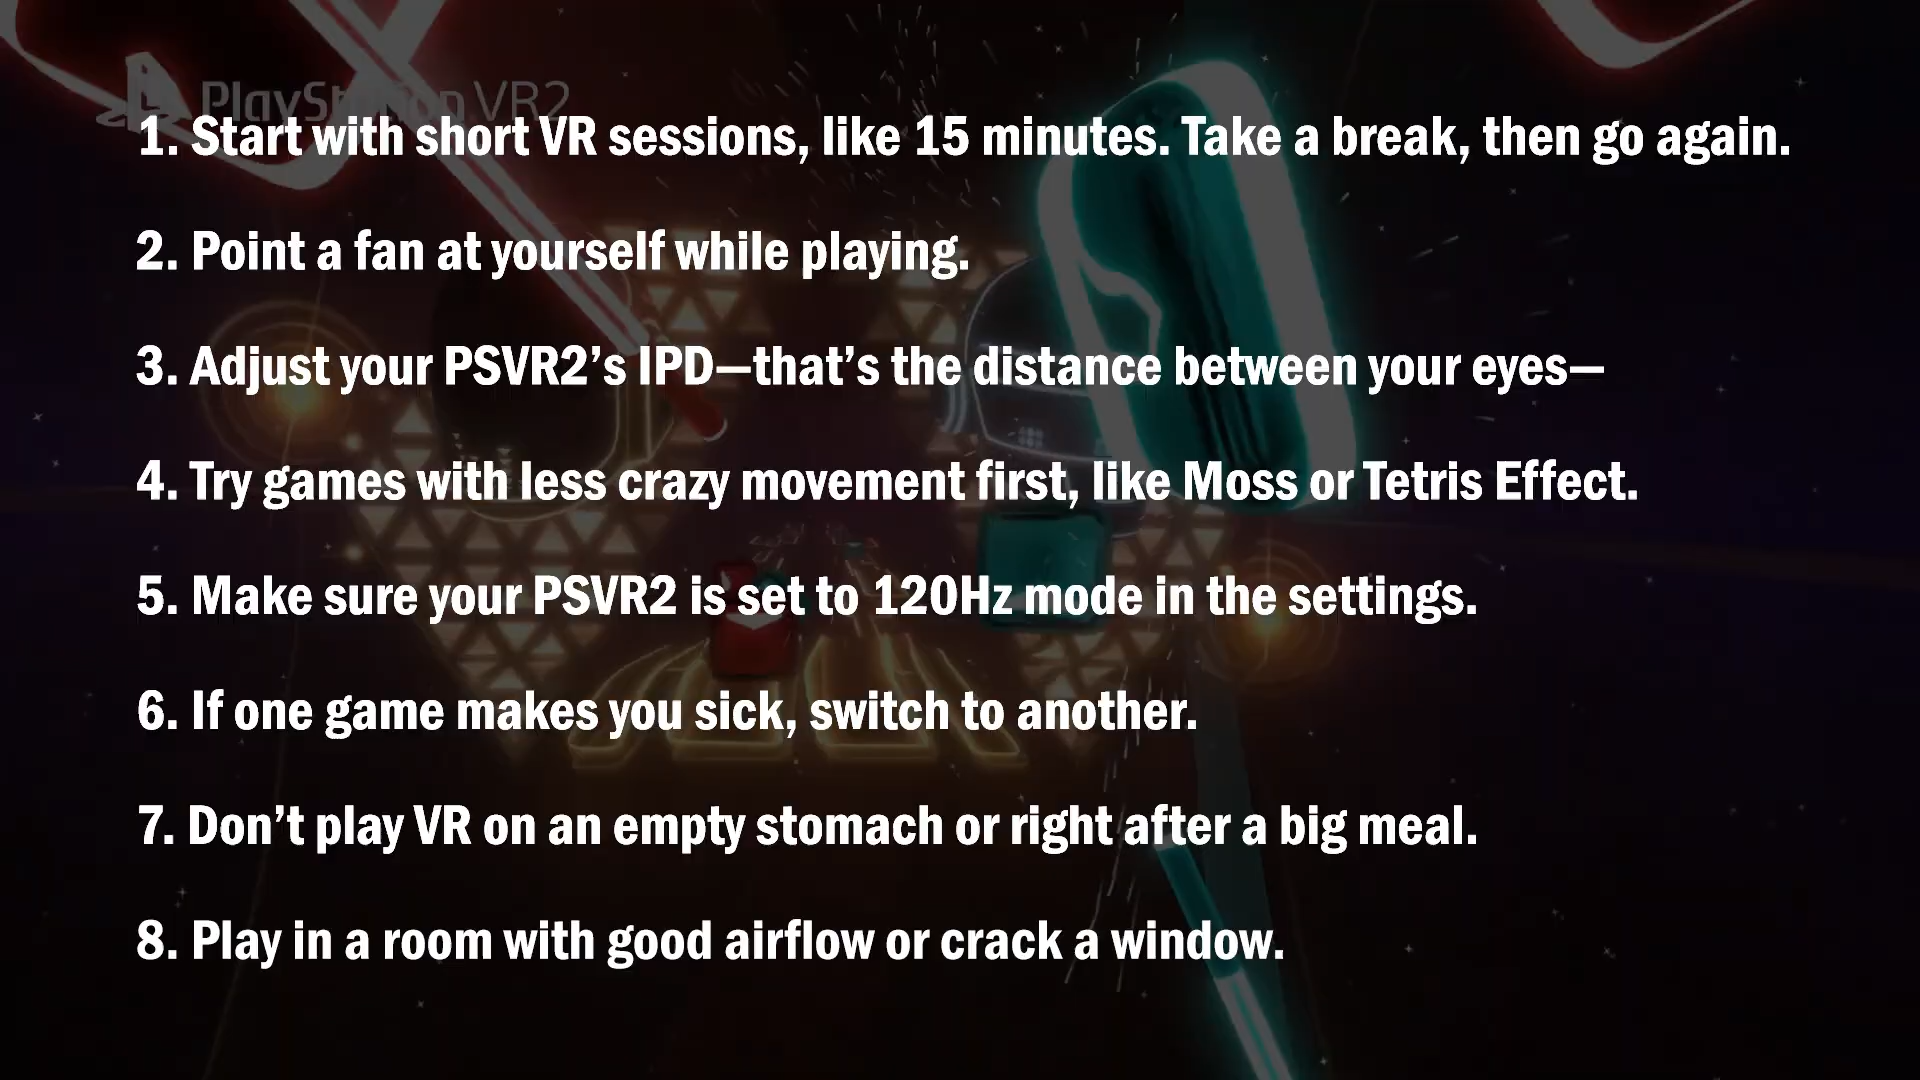 PlayStation VR2
1. Start with short VR sessions, like 15 minutes. Take a break, then go again.
2. Point a fan at yourself while playing.
3. Adjust your PSVR2’s IPD—that’s the distance between your eyes—
4. Try games with less crazy movement first, like Moss or Tetris Effect.
5. Make sure your PSVR2 is set to 120Hz mode in the settings.
6. If one game makes you sick, switch to another.
7. Don’t play VR on an empty stomach or right after a big meal.
8. Play in a room with good airflow or crack a window.